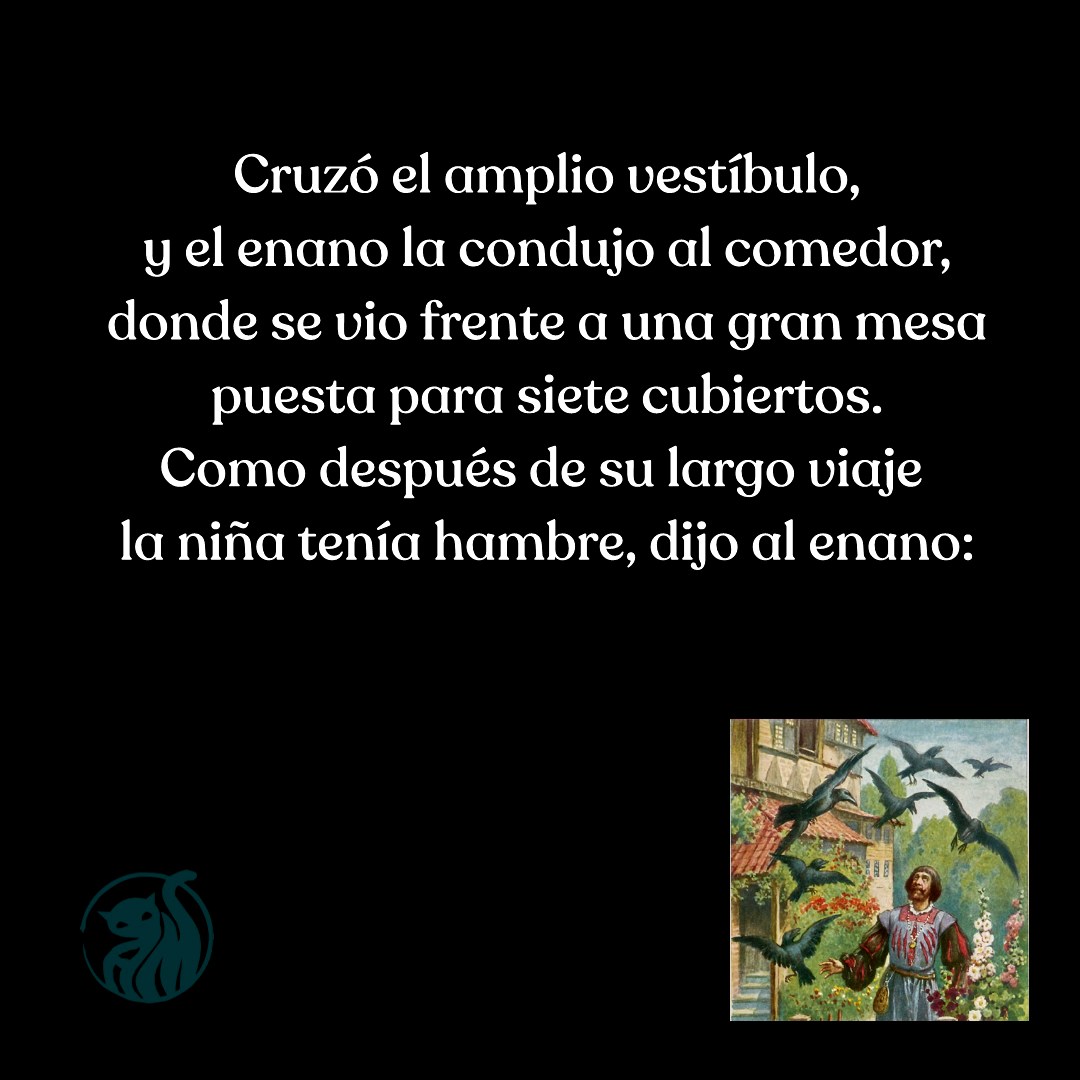 Cruzó el amplio vestíbulo,
y el enano la condujo al comedor,
donde se vio frente a una gran mesa
puesta para siete cubiertos.
Como después de su largo viaje
la niña tenía hambre, dijo al enano: